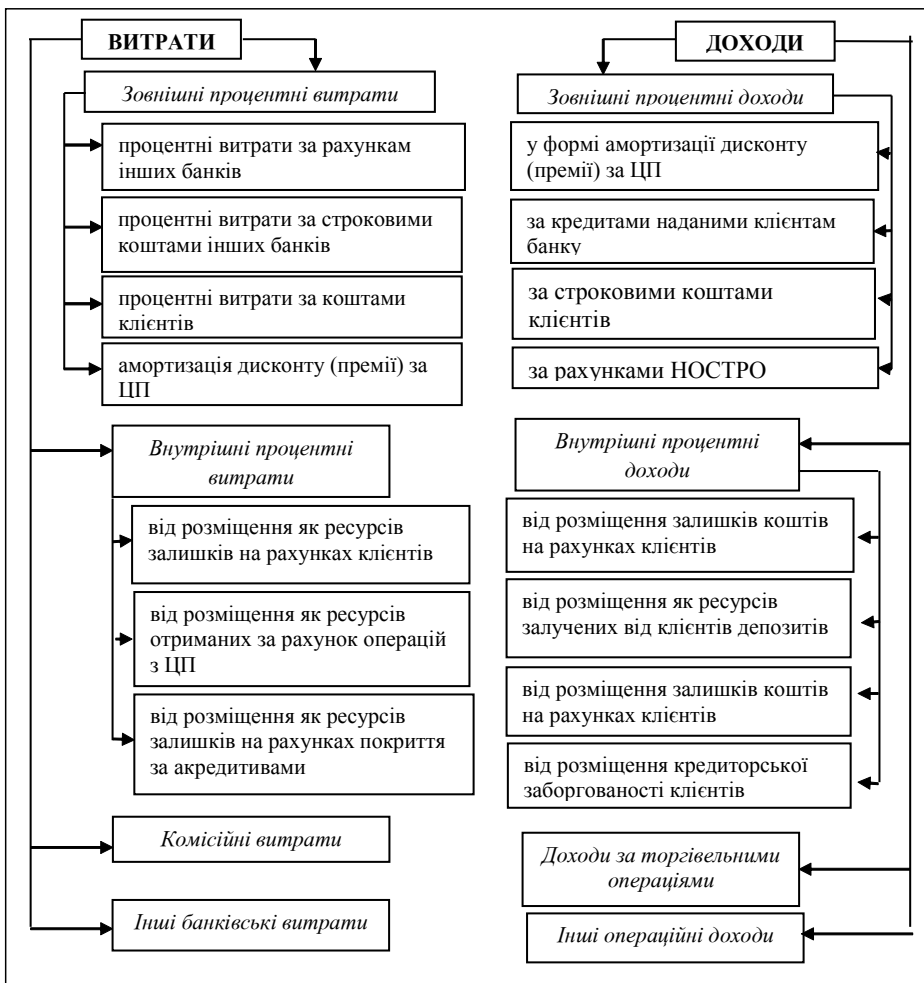 ВИТРАТИ
Зовнішні процентні витрати
процентні витрати за рахункам
інших банків
процентні витрати за строковими
коштами інших банків
процентні витрати за коштами
клієнтів
амортизація дисконту (премії) за
ЦП
Внутрішні процентні
витрати
від розміщення як ресурсів
залишків на рахунках клієнтів
від розміщення як ресурсів
отриманих за рахунок операцій
з ЦП
від розміщення як ресурсів
залишків на рахунках покриття
за акредитивами
Комісійні витрати
Інші банківські витрати
ДОХОДИ
Зовнішні процентні доходи
у формі амортизації дисконту
(премії) за ЦП
за кредитами наданими клієнтам
банку
за строковими коштами
клієнтів
за рахунками НОСТРО
Внутрішні процентні
доходи
від розміщення залишків коштів
на рахунках клієнтів
від розміщення як ресурсів
залучених від клієнтів депозитів
від розміщення залишків коштів
на рахунках клієнтів
від розміщення кредиторської
заборгованості клієнтів
Доходи за торгівельними
операціями
Інші операційні доходи